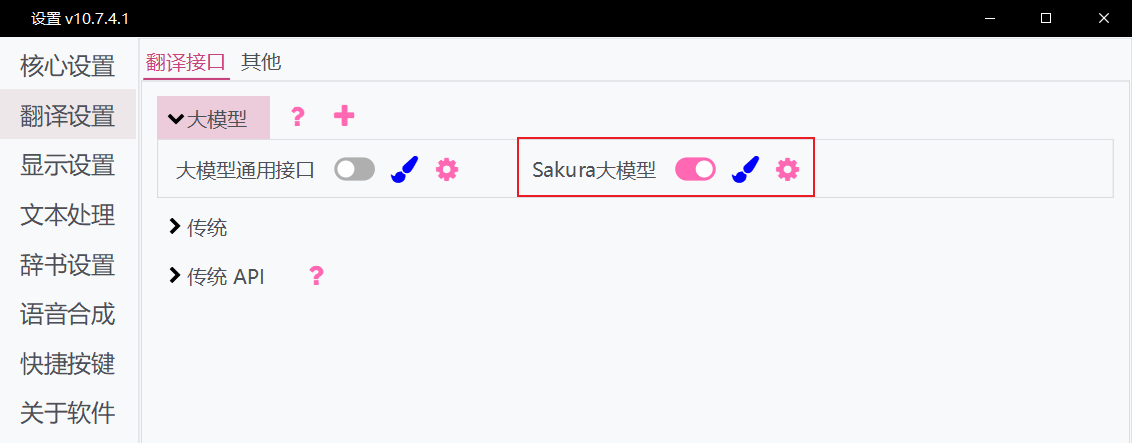 设置 v10.7.4.1
核心设置
翻译设置
显示设置
文本处理
辞书设置
语音合成
快捷按键
关于软件
翻译接口 其他
大模型
大模型通用接口 Sakura大模型
传统
传统 API